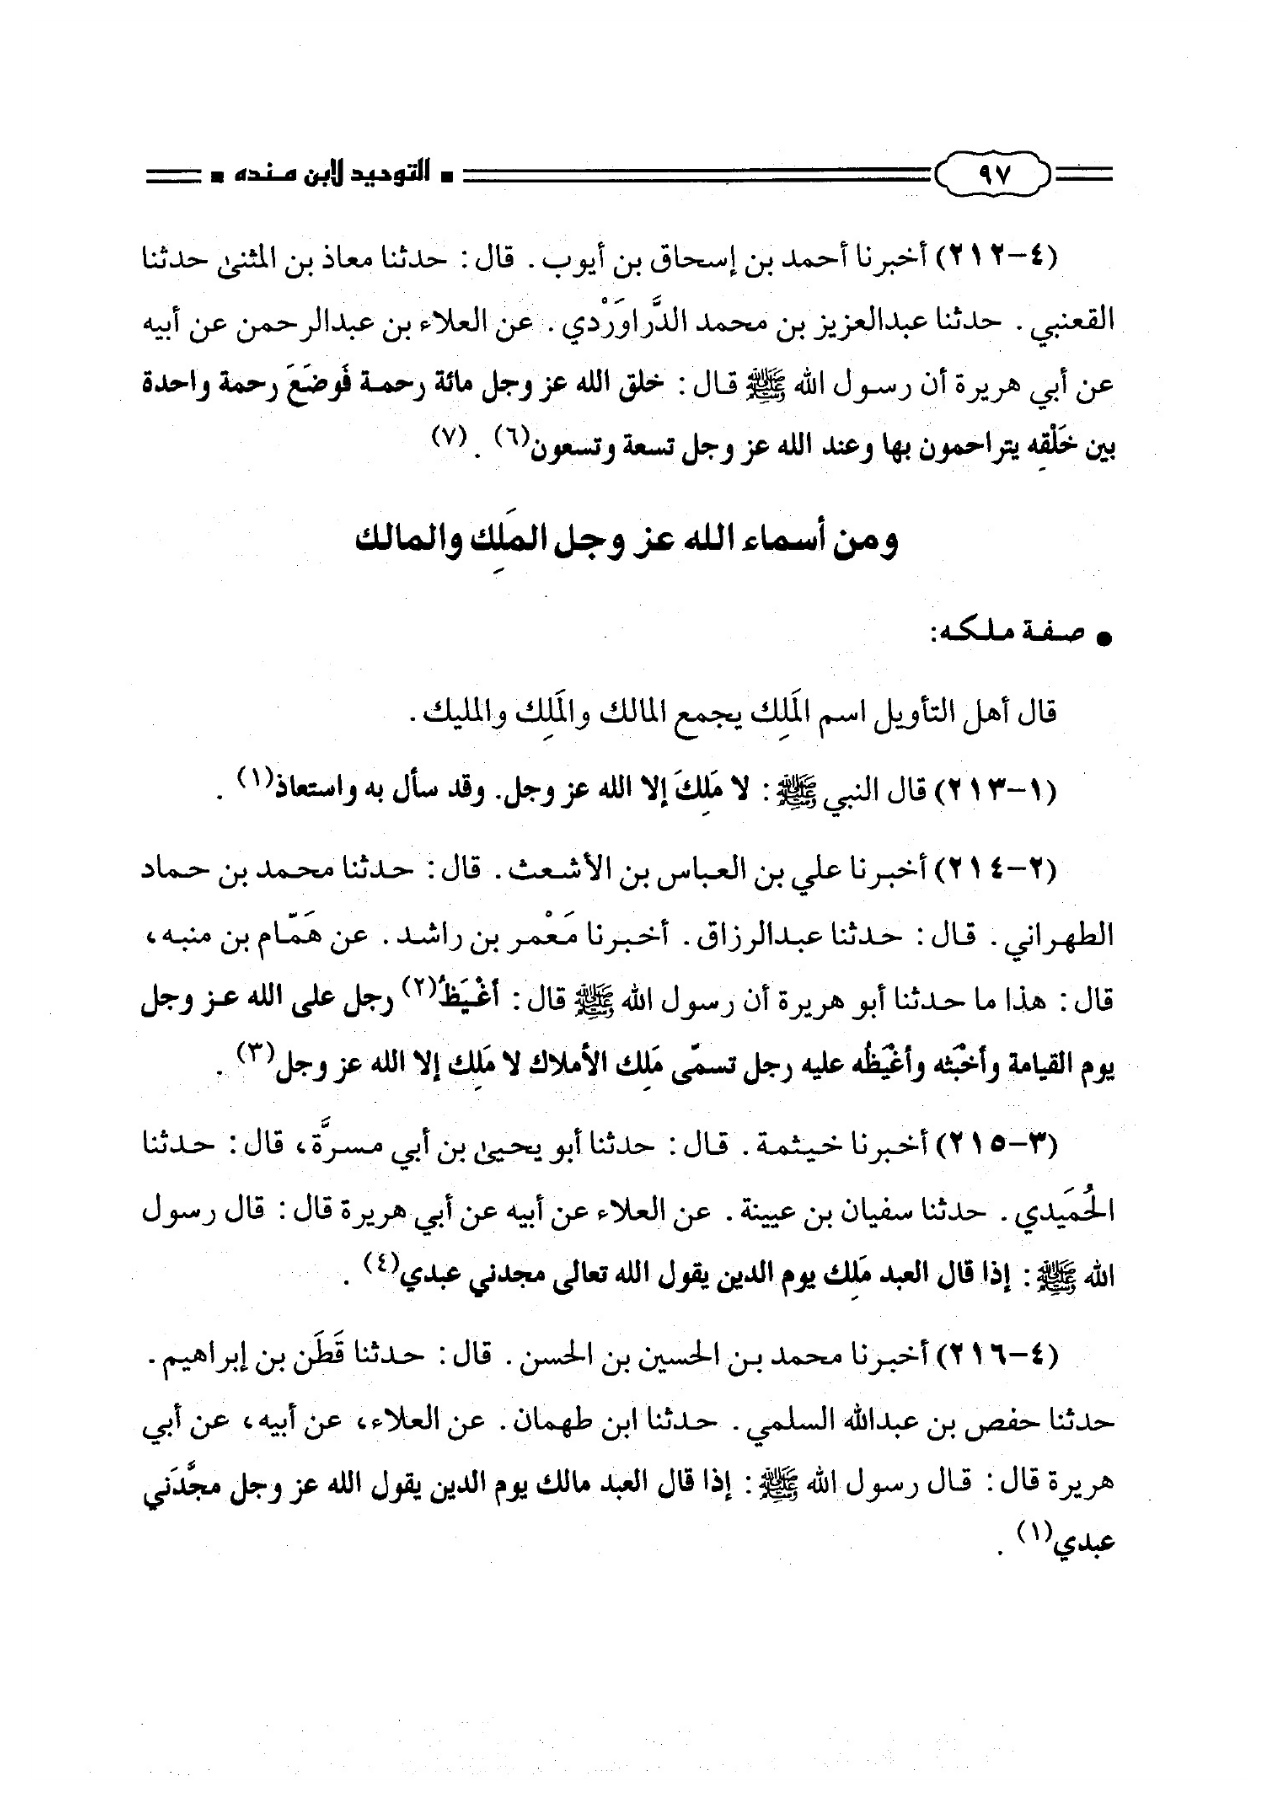 ٩٧ ■ التوحيد لابن منده ■
(٤-٢١٢) أخبرنا أحمد بن إسحاق بن أيوب . قال : حدثنا معاذ بن المثنىٰ حدثنا
القعنبي . حدثنا عبدالعزيز بن محمد الدَّراوَرْدي . عن العلاء بن عبدالرحمن عن أبيه
عن أبي هريرة أن رسول الله ﷺ قال : خلق الله عز وجل مائة رحمة فَوضَعَ رحمة واحدة
بين خَلْقِه يتراحمون بها وعند الله عز وجل تسعة وتسعون(٦) . (٧)
ومن أسماء الله عز وجل المَلِك والمالك
• صفة ملكه:
قال أهل التأويل اسم المَلِك يجمع المالك والمَلِك والمليك .
(١-٢١٣) قال النبي ﷺ : لا مَلِكَ إلا الله عز وجل. وقد سأل به واستعاذ(١) .
(٢-٢١٤) أخبرنا علي بن العباس بن الأشعث . قال : حدثنا محمد بن حماد
الطهراني . قال : حدثنا عبدالرزاق . أخبرنا مَعْمر بن راشد . عن هَمّام بن منبه ،
قال : هذا ما حدثنا أبو هريرة أن رسول الله ﷺ قال : أغْيَظُ(٢) رجل على الله عز وجل
يوم القيامة وأخْبَثه وأغْيَظُه عليه رجل تسمّى مَلِك الأملاك لا مَلِك إلا الله عز وجل(٣) .
(٣-٢١٥) أخبرنا خيثمة . قال : حدثنا أبو يحيىٰ بن أبي مسرَّة ، قال : حدثنا
الحُمَيدي . حدثنا سفيان بن عيينة . عن العلاء عن أبيه عن أبي هريرة قال : قال رسول
الله ﷺ : إذا قال العبد مَلِك يوم الدين يقول الله تعالى مجدني عبدي(٤) .
(٤-٢١٦) أخبرنا محمد بن الحسين بن الحسن . قال : حدثنا قَطَن بن إبراهيم .
حدثنا حفص بن عبدالله السلمي . حدثنا ابن طهمان . عن العلاء ، عن أبيه ، عن أبي
هريرة قال : قال رسول الله ﷺ : إذا قال العبد مالك يوم الدين يقول الله عز وجل مجَّدَني
عبدي(١) .